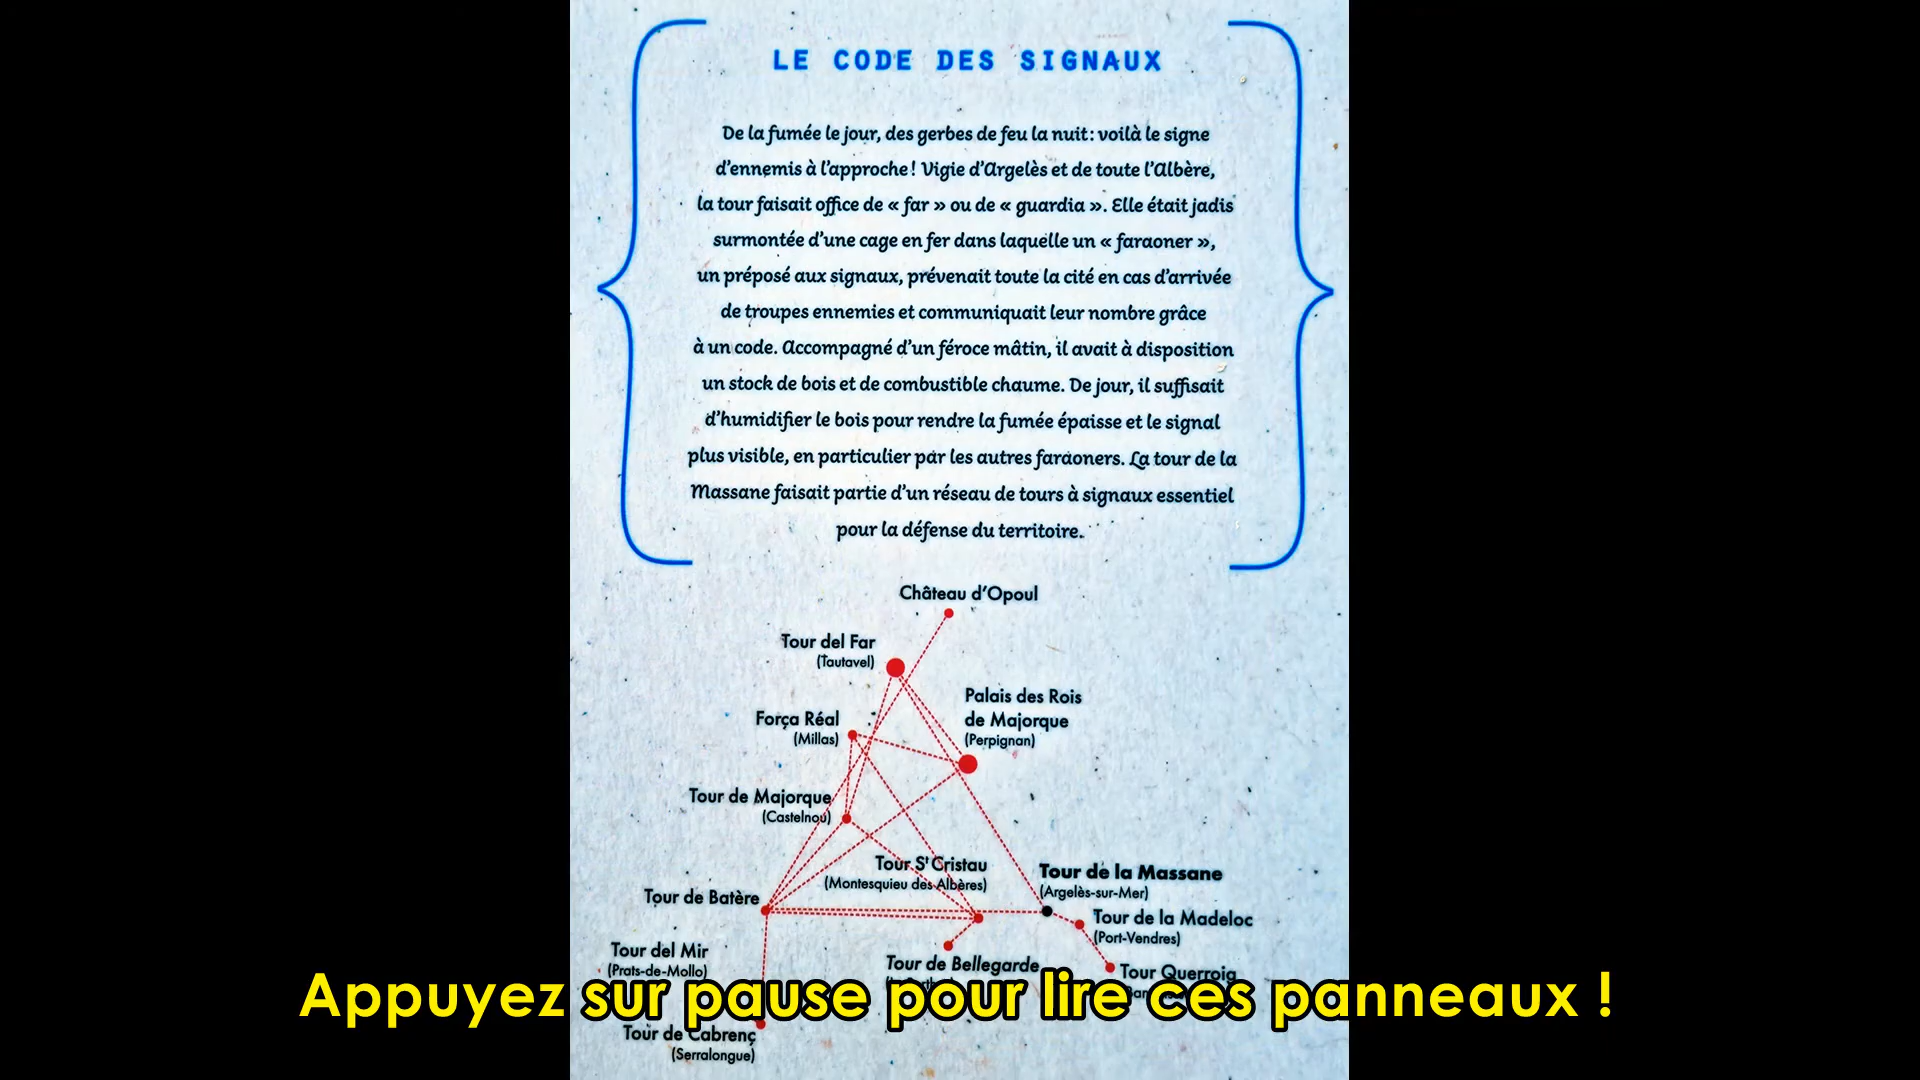 LE CODE DES SIGNAUX
De la fumée le jour, des gerbes de feu la nuit : voilà le signe
d'ennemis à l'approche ! Vigie d'Argelès et de toute l'Albère,
la tour faisait office de « far » ou de « guardia ». Elle était jadis
surmontée d'une cage en fer dans laquelle un « faraoner »,
un préposé aux signaux, prévenait toute la cité en cas d'arrivée
de troupes ennemies et communiquait leur nombre grâce
à un code. Accompagné d'un féroce mâtin, il avait à disposition
un stock de bois et de combustible chaume. De jour, il suffisait
d'humidifier le bois pour rendre la fumée épaisse et le signal
plus visible, en particulier par les autres faraoners. La tour de la
Massane faisait partie d'un réseau de tours à signaux essentiel
pour la défense du territoire.
Château d'Opoul
Tour del Far
(Tautavel)
Palais des Rois
de Majorque
(Perpignan)
Força Réal
(Millas)
Tour de Majorque
(Castelnou)
Tour St Cristau
(Montesquieu des Albères)
Tour de la Massane
(Argelès-sur-Mer)
Tour de Batère
Tour de la Madeloc
(Port-Vendres)
Tour del Mir
(Prats-de-Mollo)
Tour de Bellegarde
Tour Querroig
Appuyez sur pause pour lire ces panneaux !
Tour de Cabrenç
(Serralongue)